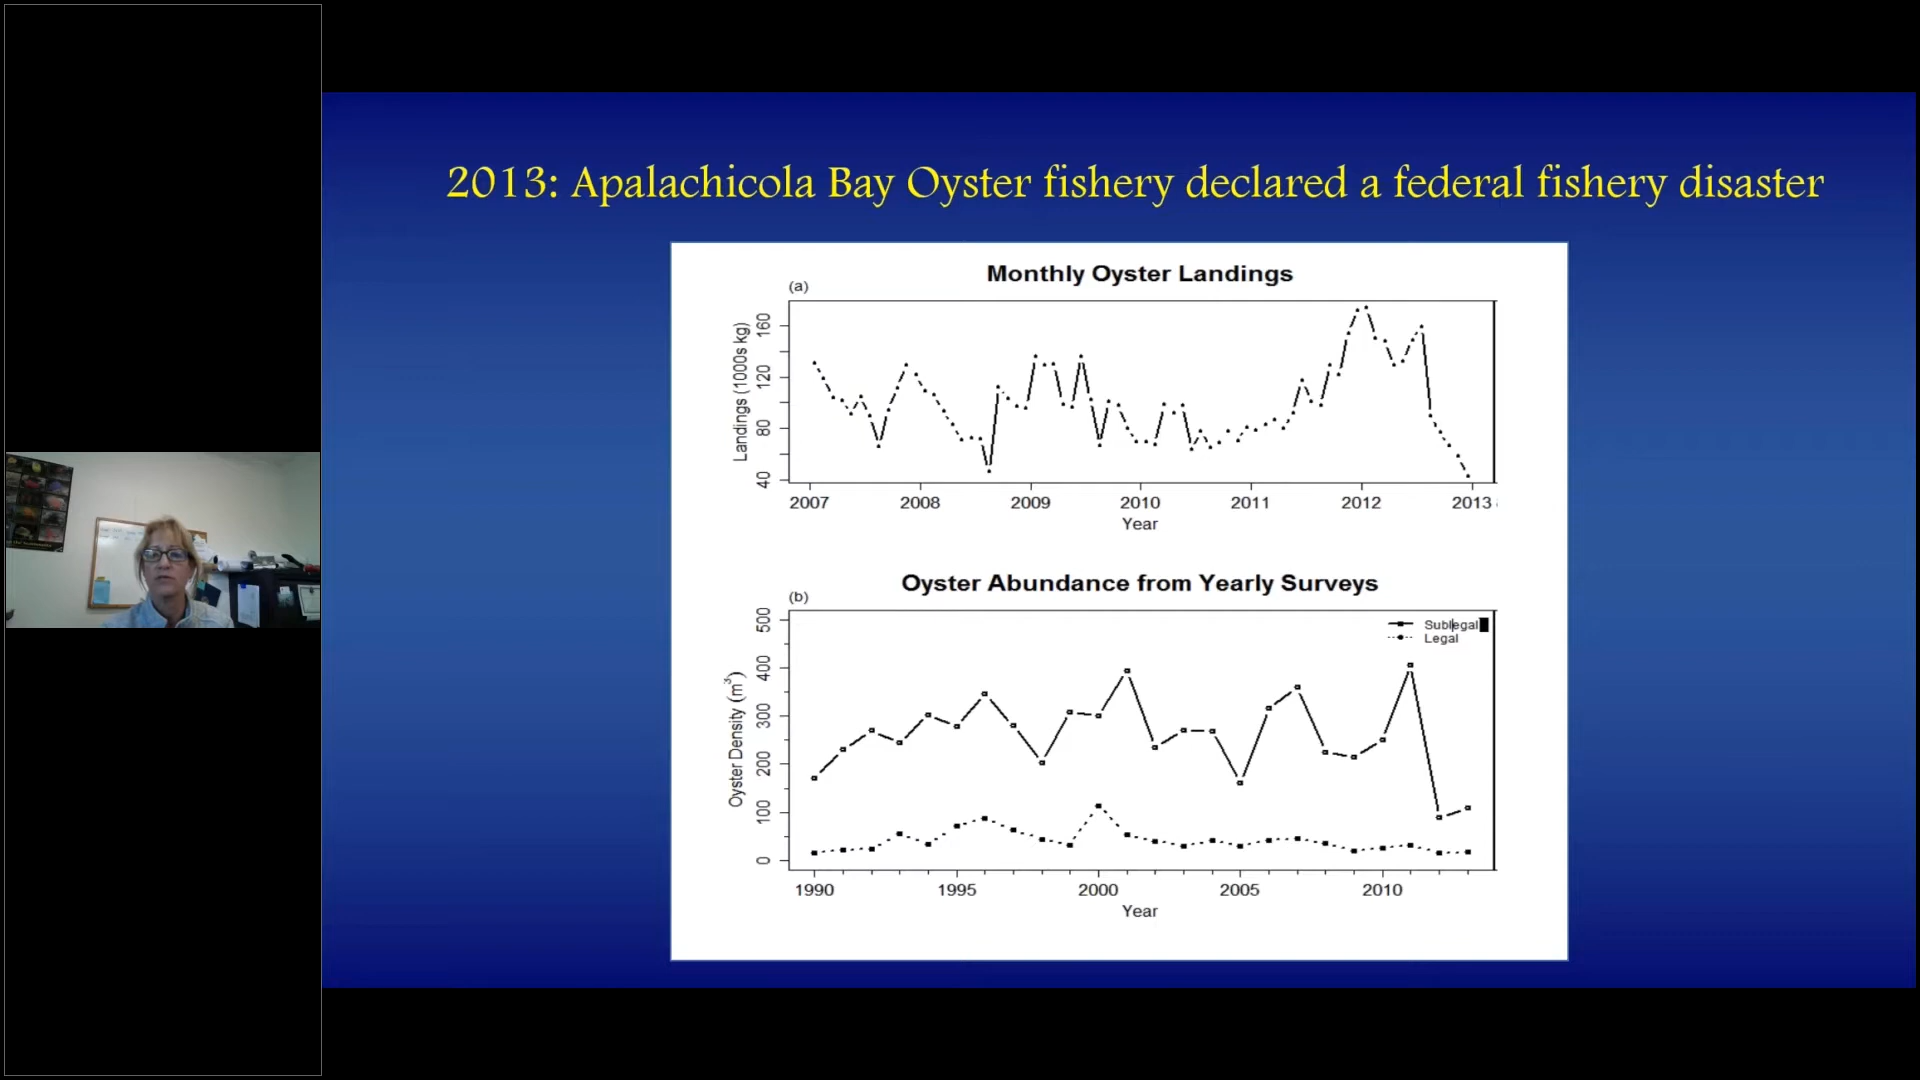 2013: Apalachicola Bay Oyster fishery declared a federal fishery disaster
Monthly Oyster Landings
(a)
Landings (1000s kg)
160
120
80
40
2007 2008 2009 2010 2011 2012 2013
Year
Oyster Abundance from Yearly Surveys
(b)
Oyster Density (m³)
500
400
300
200
100
0
Sublegal
Legal
1990 1995 2000 2005 2010
Year